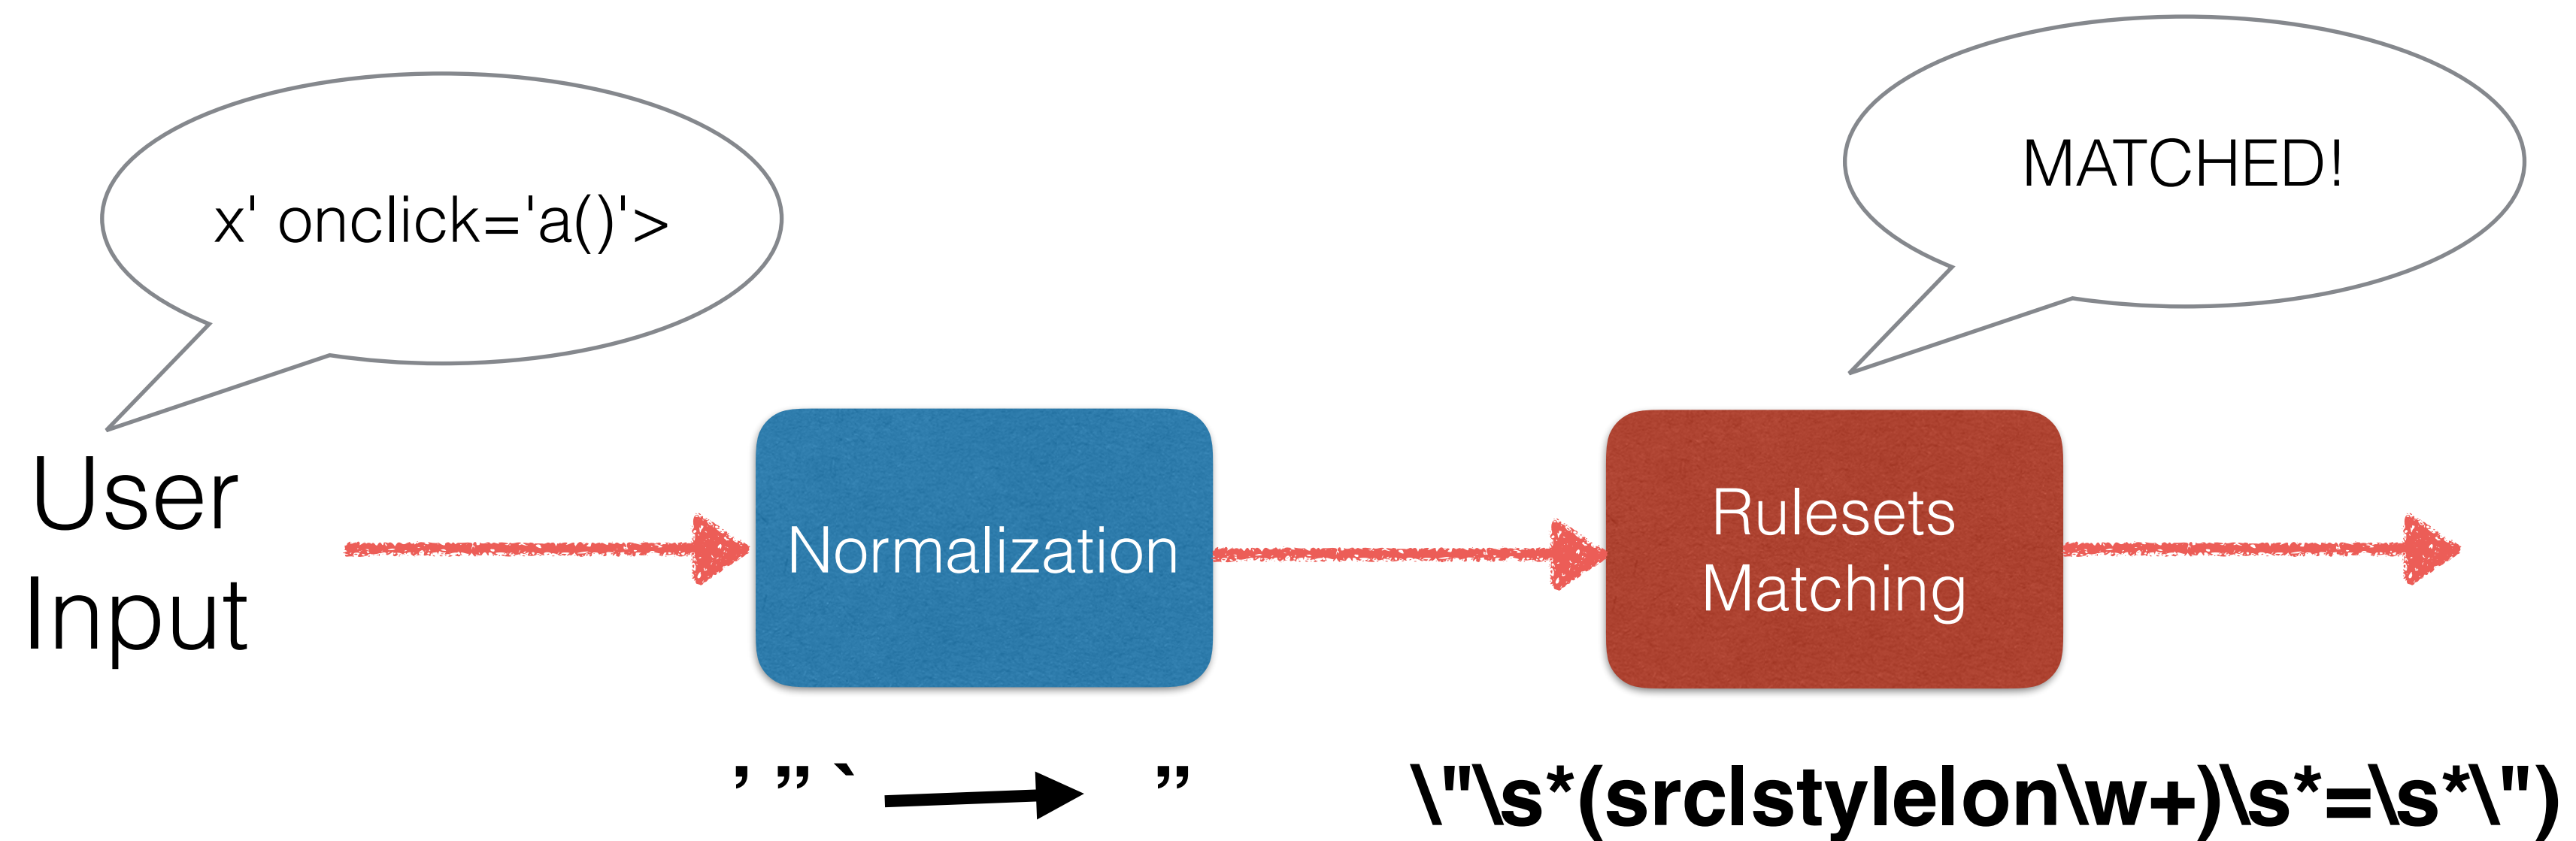 x' onclick='a()'>
MATCHED!
User
Input
Normalization
Rulesets
Matching
’ ” ` ”
\"\s*(src|style|on\w+)\s*=\s*\")